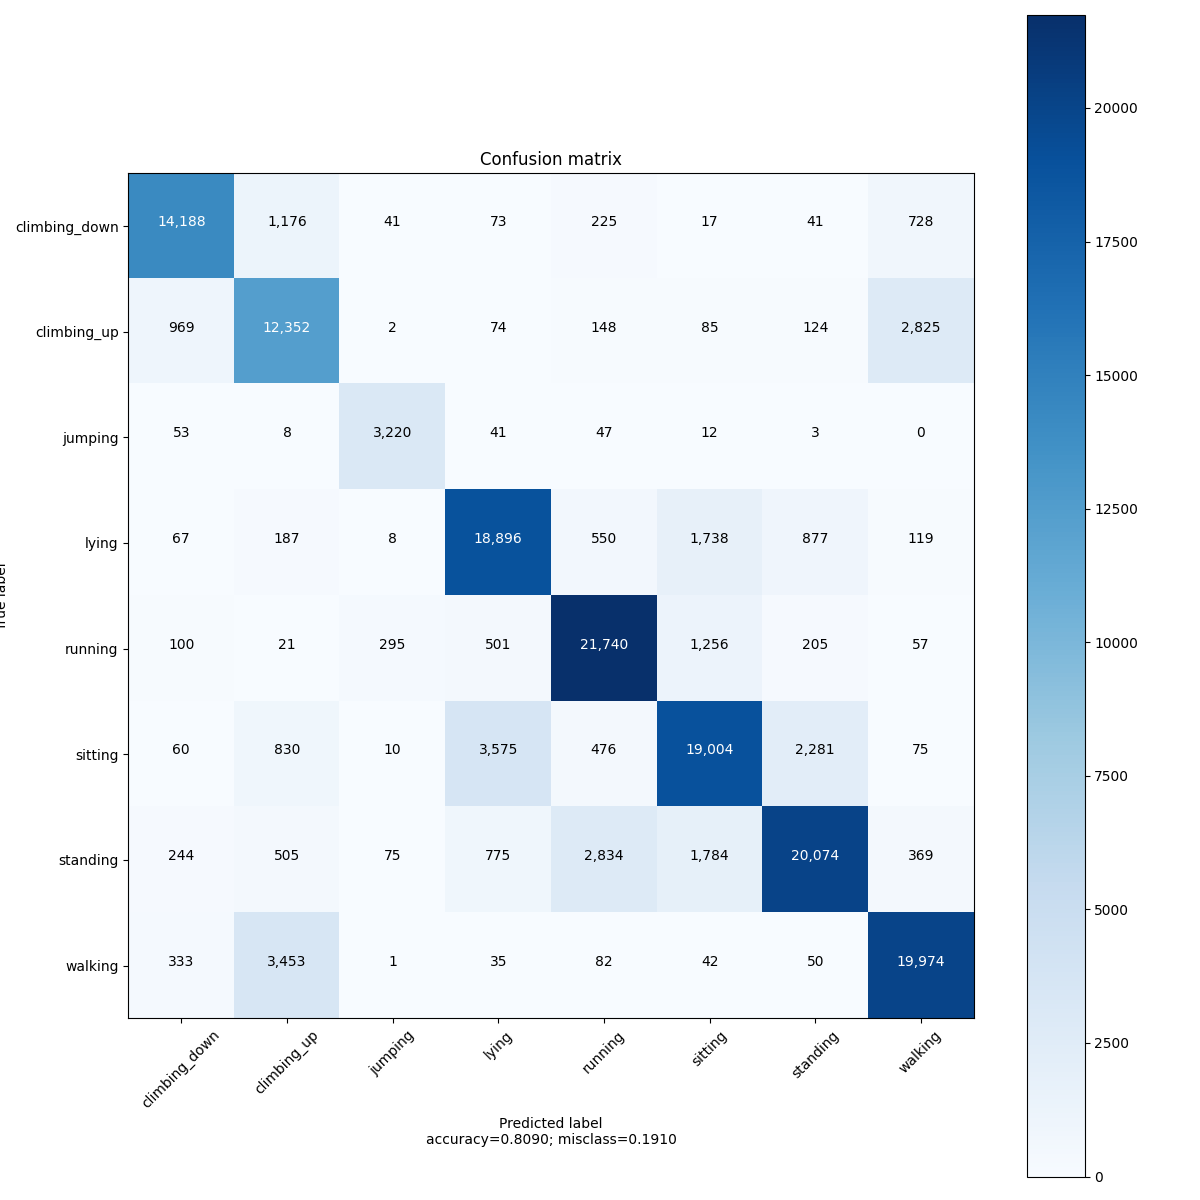 Confusion matrix
climbing_down 14,188 1,176 41 73 225 17 41 728
climbing_up 969 12,352 2 74 148 85 124 2,825
jumping 53 8 3,220 41 47 12 3 0
lying 67 187 8 18,896 550 1,738 877 119
running 100 21 295 501 21,740 1,256 205 57
sitting 60 830 10 3,575 476 19,004 2,281 75
standing 244 505 75 775 2,834 1,784 20,074 369
walking 333 3,453 1 35 82 42 50 19,974
climbing_down climbing_up jumping lying running sitting standing walking
Predicted label
accuracy=0.8090; misclass=0.1910
True label
20000
17500
15000
12500
10000
7500
5000
2500
0